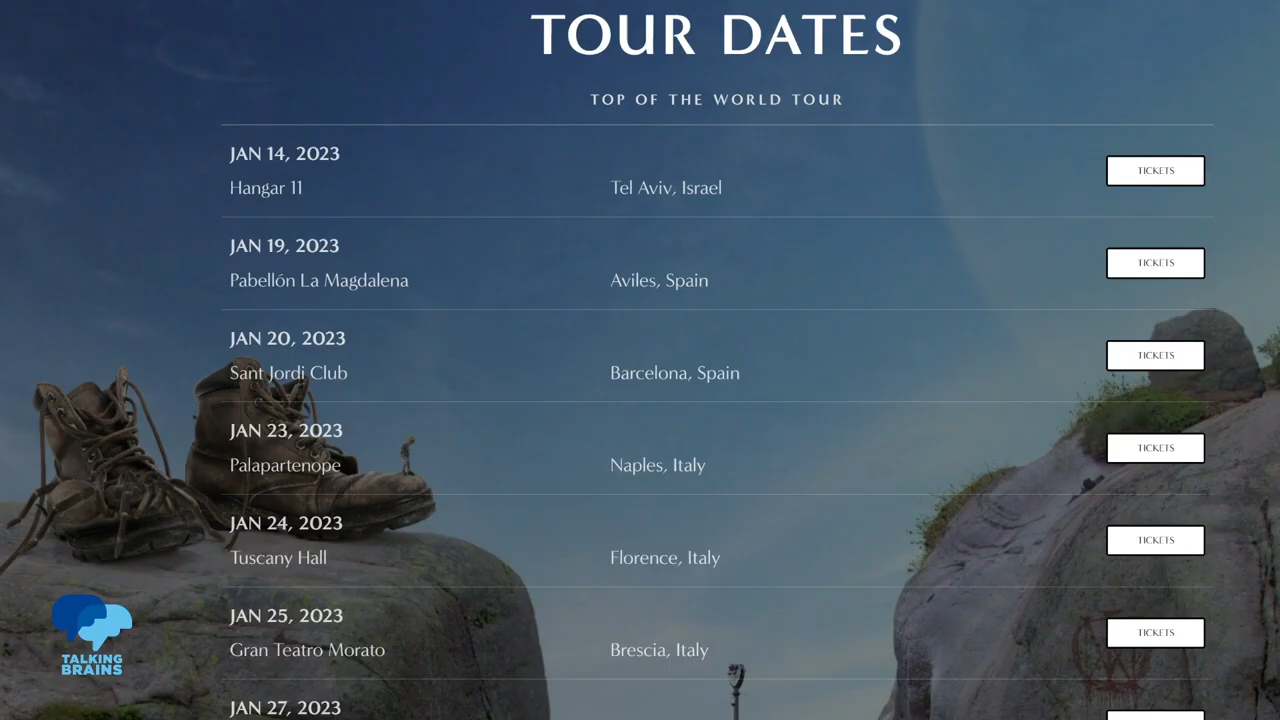 TOUR DATES
TOP OF THE WORLD TOUR
JAN 14, 2023
Hangar 11
Tel Aviv, Israel
TICKETS
JAN 19, 2023
Pabellón La Magdalena
Aviles, Spain
TICKETS
JAN 20, 2023
Sant Jordi Club
Barcelona, Spain
TICKETS
JAN 23, 2023
Palapartenope
Naples, Italy
TICKETS
JAN 24, 2023
Tuscany Hall
Florence, Italy
TICKETS
JAN 25, 2023
Gran Teatro Morato
Brescia, Italy
TICKETS
JAN 27, 2023
TALKING
BRAINS